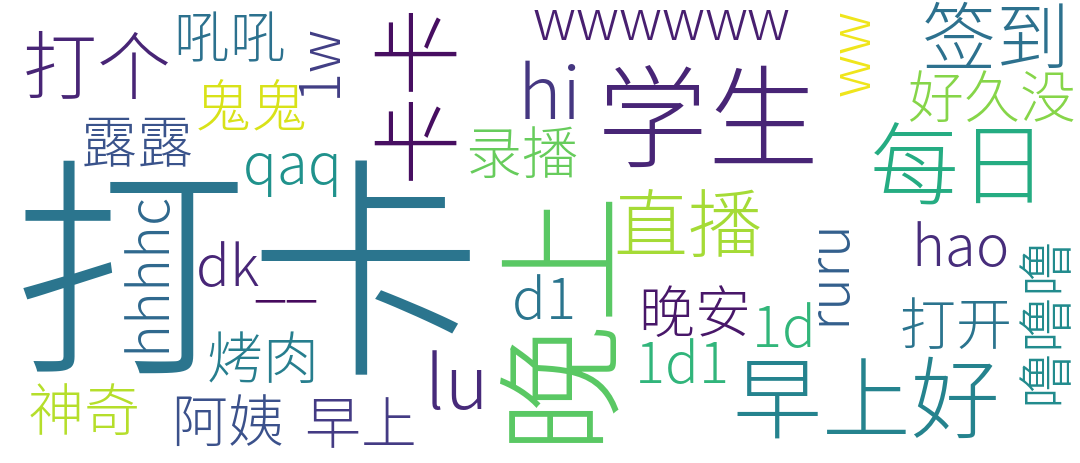 打个
吼吼
1w
半半
wwwwww
hi
学生
ww
签到
好久没
鬼鬼
露露
qaq
录播
每日
打卡
hhhhc
dk
一一
晚上
直播
d1
晚安
1d
1d1
ruru
hao
打开
噜噜噜
烤肉
神奇
阿姨
早上
lu
早上好